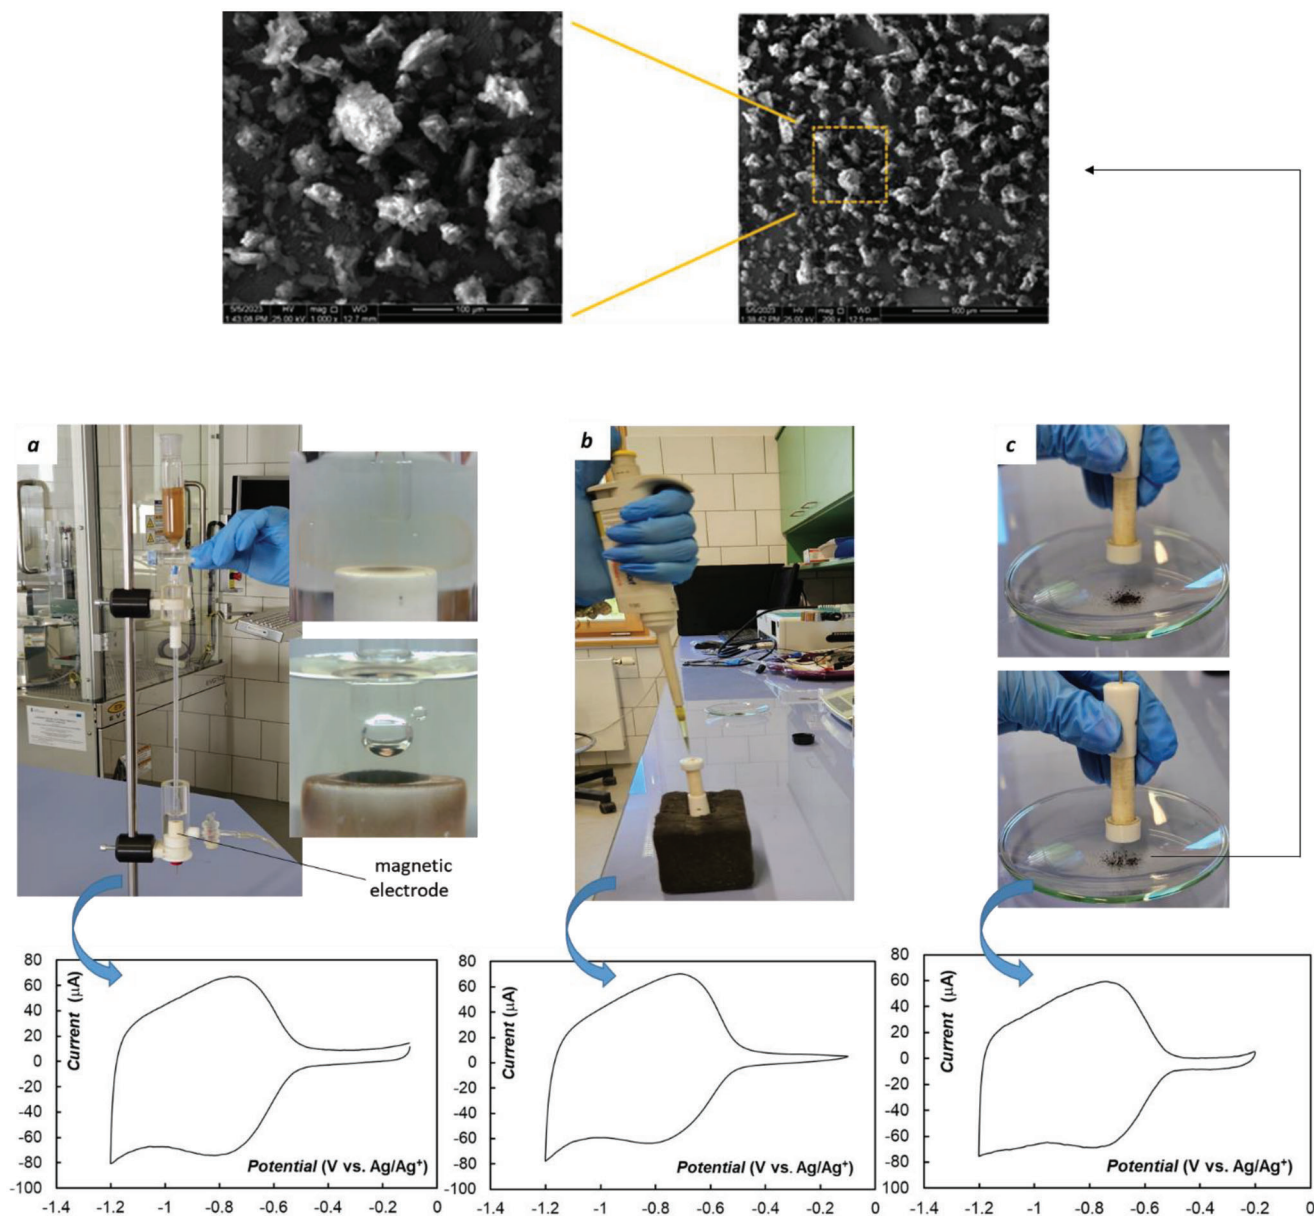 5/5/2023 HV mag □ WD 100 µm
1:43:08 PM 25.00 kV 1 000 x 12.7 mm
5/5/2023 HV mag □ WD 500 µm
1:38:42 PM 25.00 kV 200 x 12.5 mm
a
b
c
magnetic
electrode
80
60
40
20
0
-20
-40
-60
-80
-100
Current (µA)
Potential (V vs. Ag/Ag⁺)
-1.4 -1.2 -1 -0.8 -0.6 -0.4 -0.2 0
80
60
40
20
0
-20
-40
-60
-80
-100
Current (µA)
Potential (V vs. Ag/Ag⁺)
-1.4 -1.2 -1 -0.8 -0.6 -0.4 -0.2 0
80
60
40
20
0
-20
-40
-60
-80
-100
Current (µA)
Potential (V vs. Ag/Ag⁺)
-1.4 -1.2 -1 -0.8 -0.6 -0.4 -0.2 0